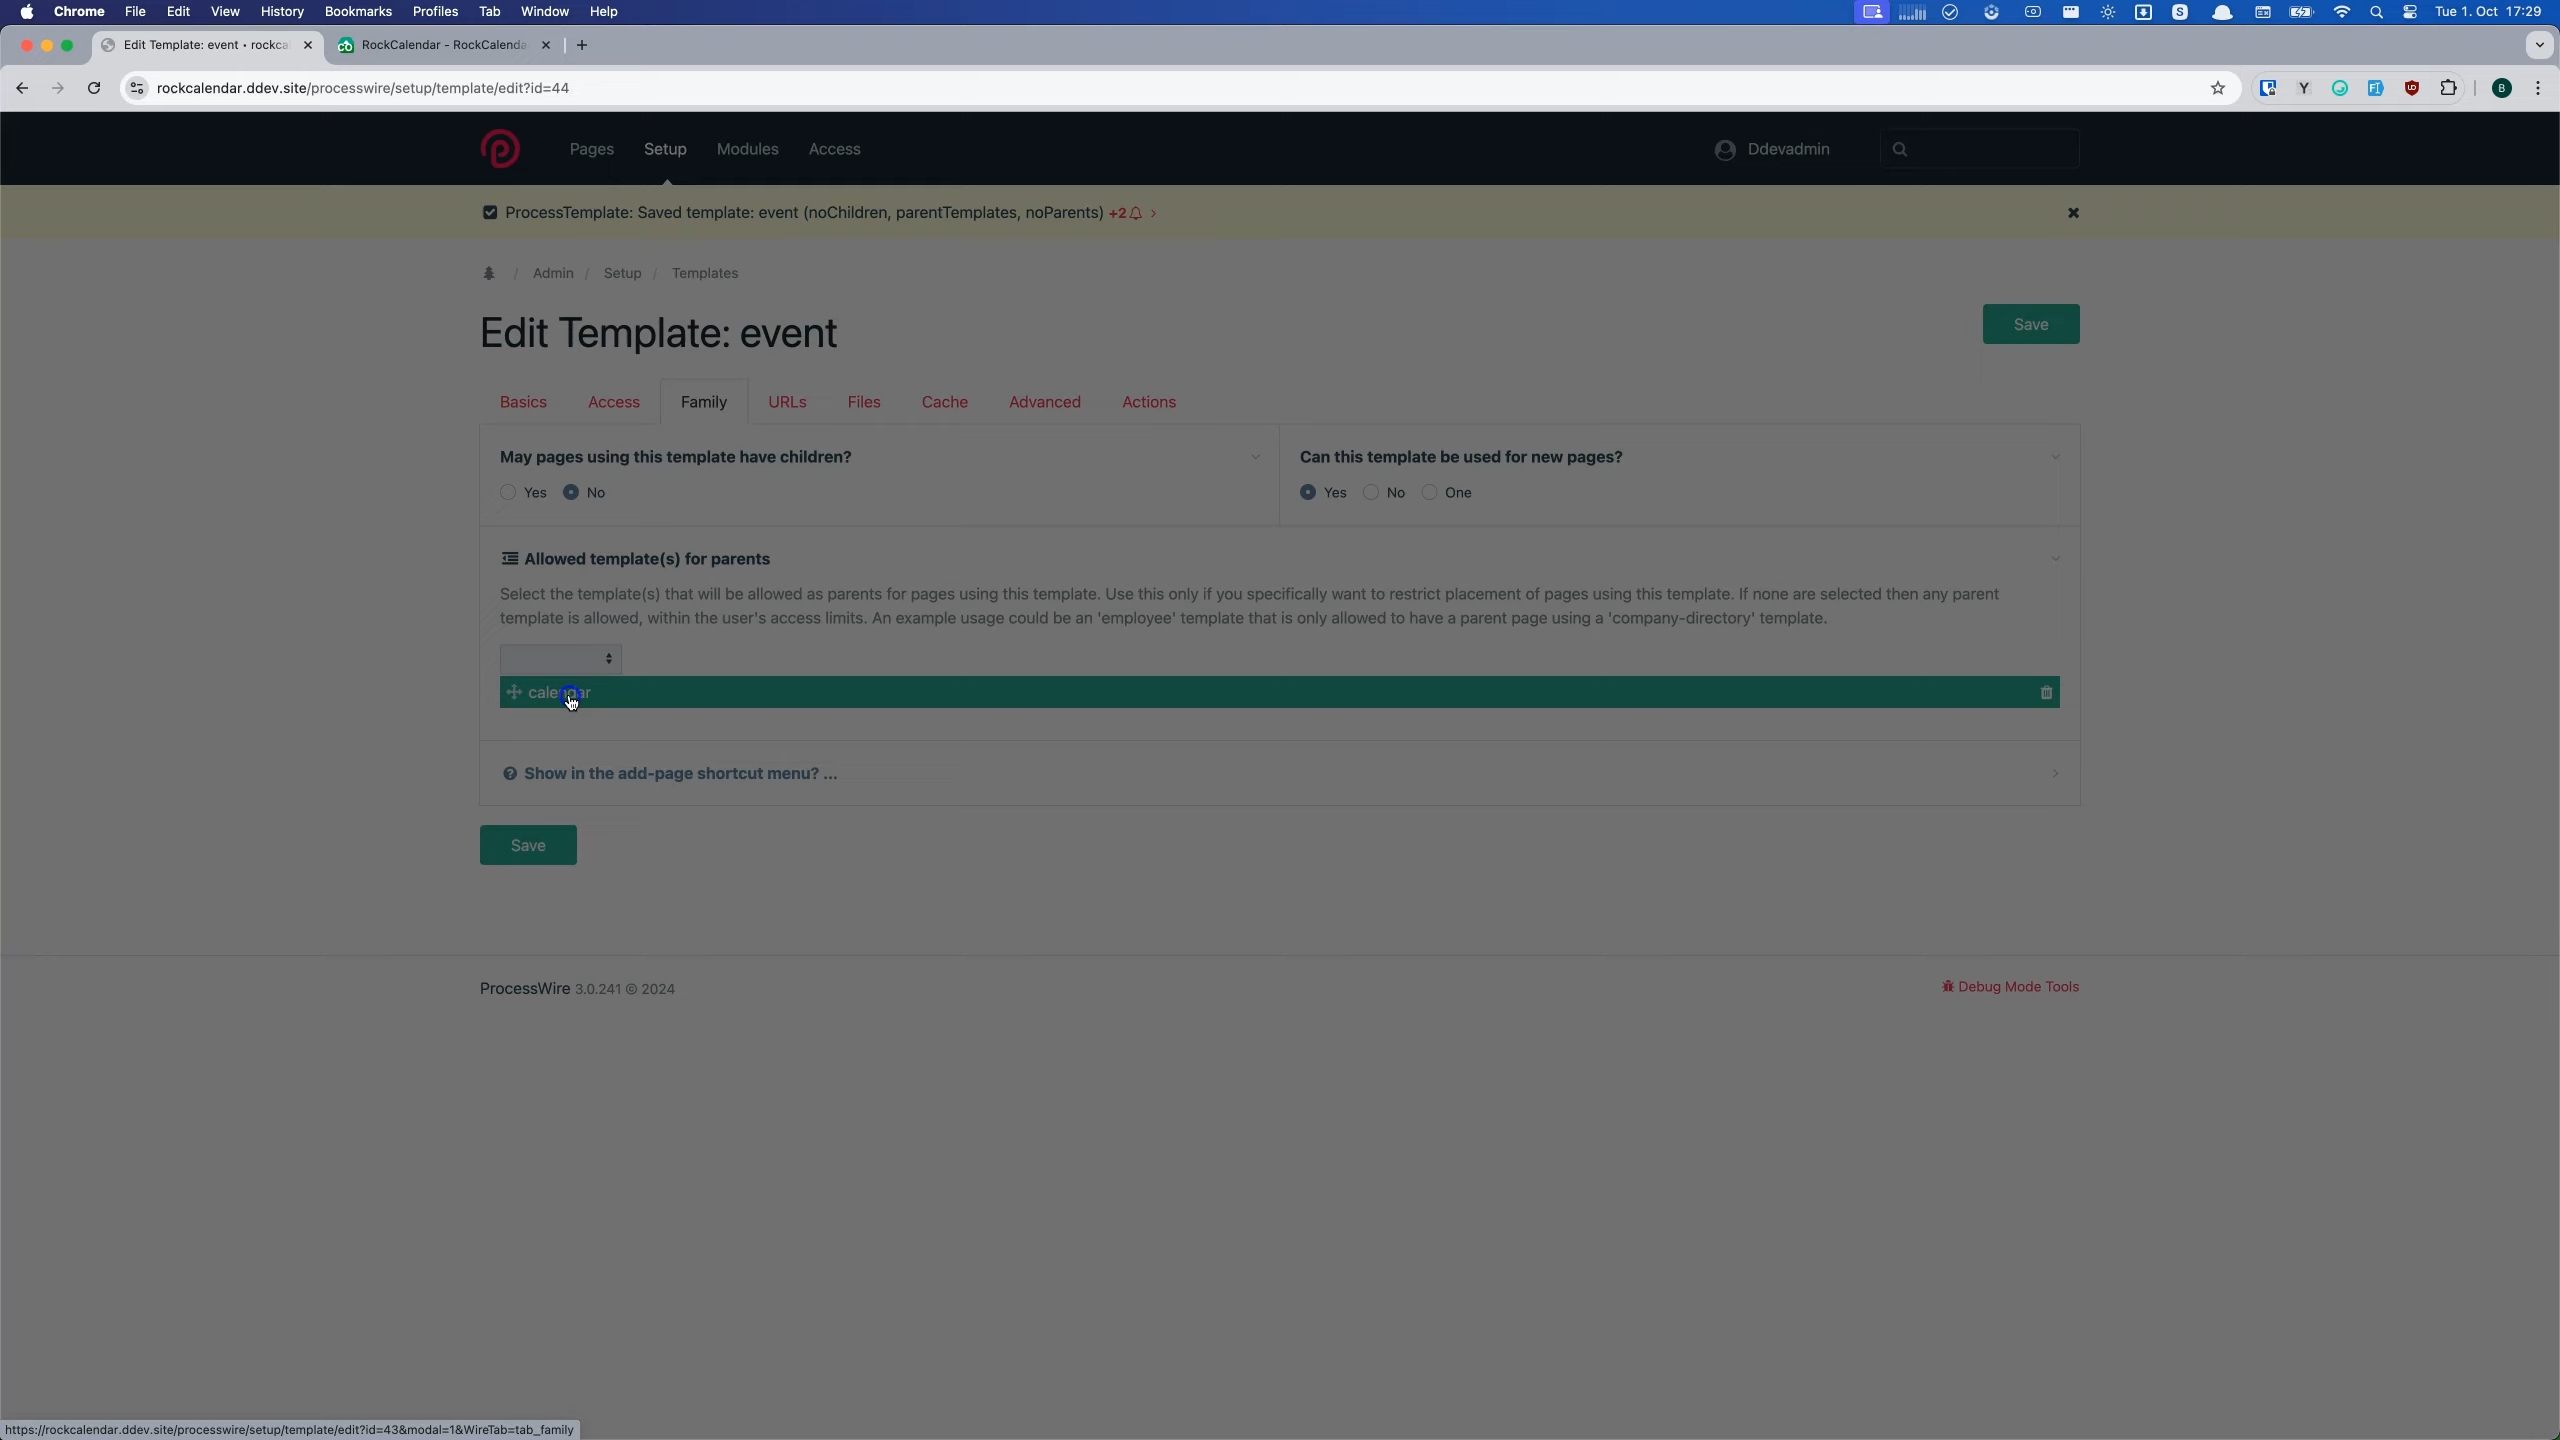 Chrome File Edit View History Bookmarks Profiles Tab Window Help
S
Tue 1. Oct 17:29
Edit Template: event • rockca
RockCalendar - RockCalenda
rockcalendar.ddev.site/processwire/setup/template/edit?id=44
Y
B
Pages Setup Modules Access
Ddevadmin
ProcessTemplate: Saved template: event (noChildren, parentTemplates, noParents) +2
/ Admin / Setup / Templates
Edit Template: event
Save
Basics Access Family URLs Files Cache Advanced Actions
May pages using this template have children?
Yes No
Can this template be used for new pages?
Yes No One
Allowed template(s) for parents
Select the template(s) that will be allowed as parents for pages using this template. Use this only if you specifically want to restrict placement of pages using this template. If none are selected then any parent
template is allowed, within the user's access limits. An example usage could be an 'employee' template that is only allowed to have a parent page using a 'company-directory' template.
calendar
Show in the add-page shortcut menu? ...
Save
ProcessWire 3.0.241 © 2024
Debug Mode Tools
https://rockcalendar.ddev.site/processwire/setup/template/edit?id=43&modal=1&WireTab=tab_family